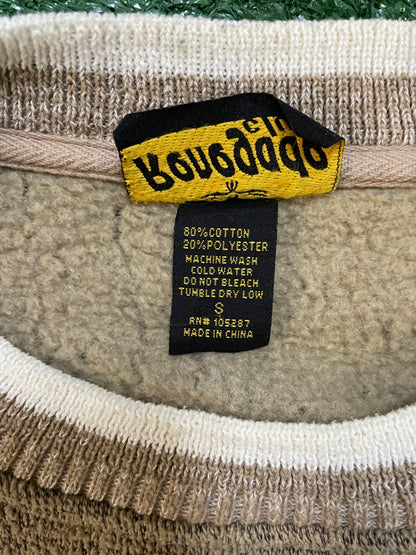 80%COTTON
20%POLYESTER
MACHINE WASH
COLD WATER
DO NOT BLEACH
TUMBLE DRY LOW
S
RN# 105287
MADE IN CHINA